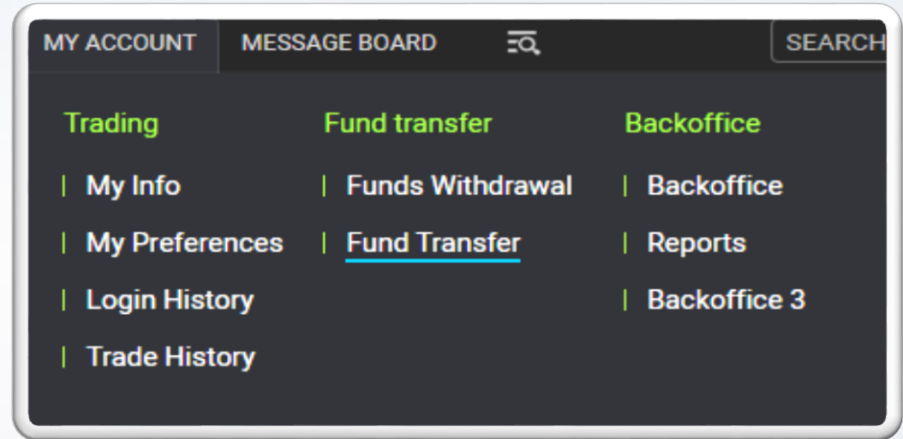 MY ACCOUNT MESSAGE BOARD SEARCH
Trading Fund transfer Backoffice
My Info Funds Withdrawal Backoffice
My Preferences Fund Transfer Reports
Login History Backoffice 3
Trade History